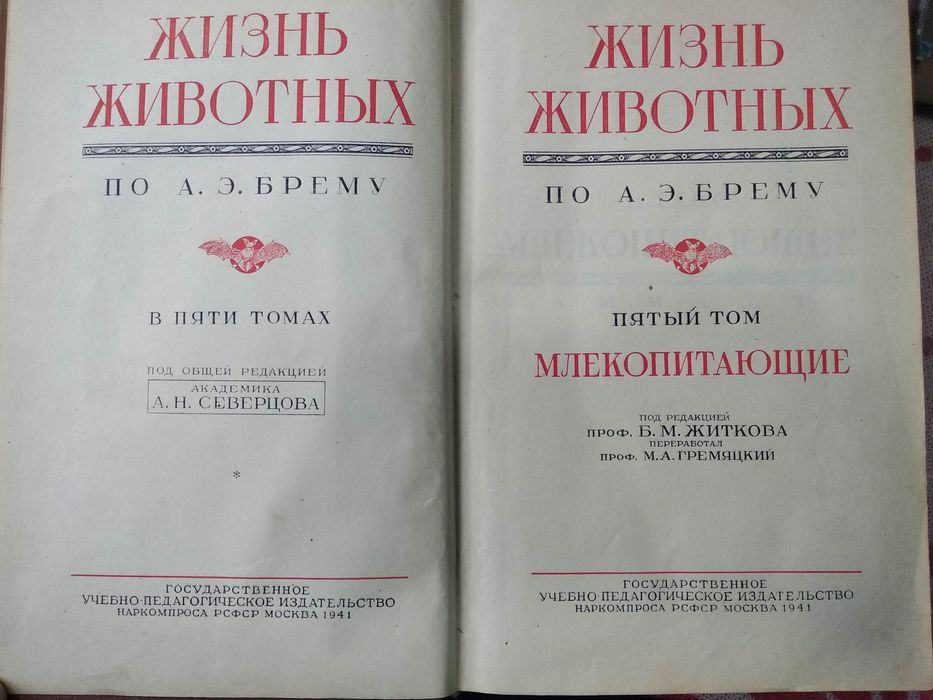 ЖИЗНЬ
ЖИВОТНЫХ
ПО А. Э. БРЕМУ
В ПЯТИ ТОМАХ
ПОД ОБЩЕЙ РЕДАКЦИЕЙ
АКАДЕМИКА
А. Н. СЕВЕРЦОВА
*
ГОСУДАРСТВЕННОЕ
УЧЕБНО-ПЕДАГОГИЧЕСКОЕ ИЗДАТЕЛЬСТВО
НАРКОМПРОСА РСФСР МОСКВА 1941
ЖИЗНЬ
ЖИВОТНЫХ
ПО А. Э. БРЕМУ
ПЯТЫЙ ТОМ
МЛЕКОПИТАЮЩИЕ
ПОД РЕДАКЦИЕЙ
ПРОФ. Б. М. ЖИТКОВА
ПЕРЕРАБОТАЛ
ПРОФ. М. А. ГРЕМЯЦКИЙ
ГОСУДАРСТВЕННОЕ
УЧЕБНО-ПЕДАГОГИЧЕСКОЕ ИЗДАТЕЛЬСТВО
НАРКОМПРОСА РСФСР МОСКВА 1941